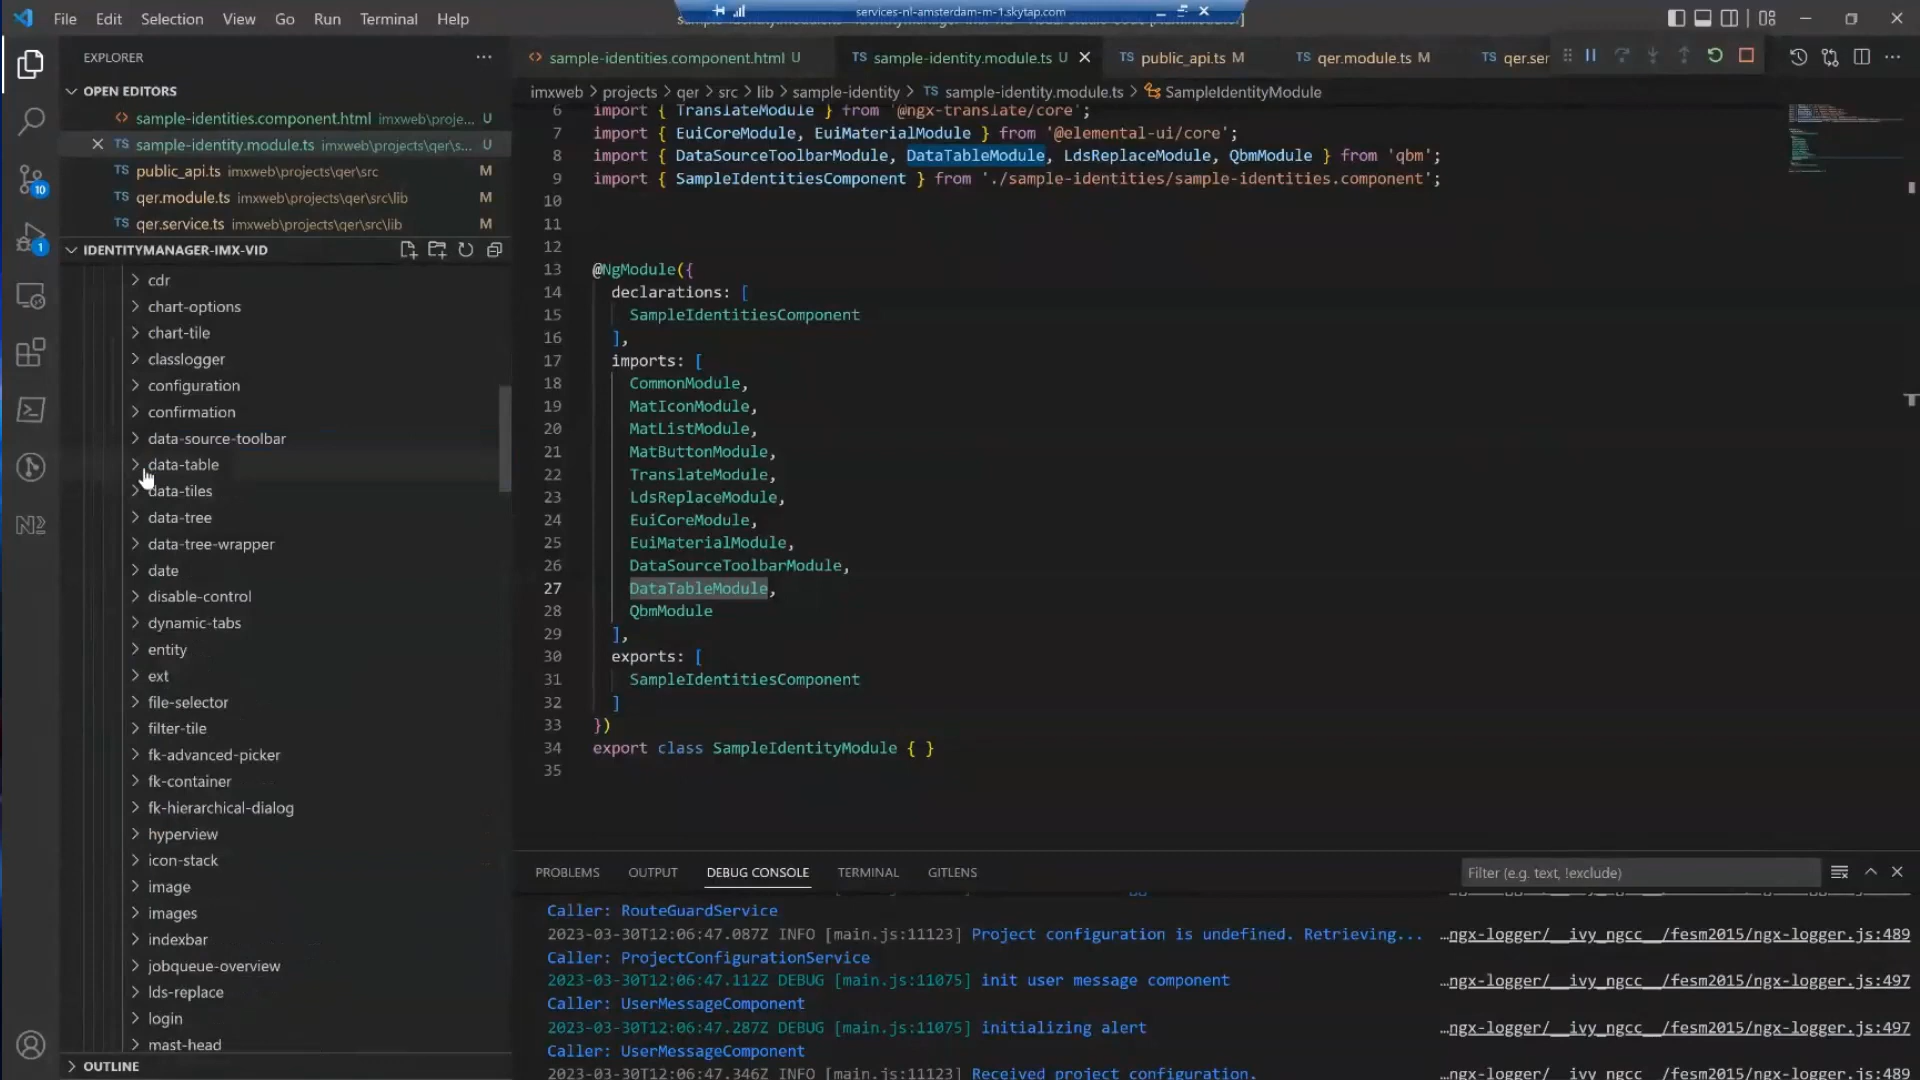 services-nl-amsterdam-m-1.skytap.com
File Edit Selection View Go Run Terminal Help
EXPLORER
OPEN EDITORS
sample-identities.component.html imxweb\proje... U
TS sample-identity.module.ts imxweb\projects\qer\s... U
TS public_api.ts imxweb\projects\qer\src M
TS qer.module.ts imxweb\projects\qer\src\lib M
TS qer.service.ts imxweb\projects\qer\src\lib M
IDENTITYMANAGER-IMX-VID
cdr
chart-options
chart-tile
classlogger
configuration
confirmation
data-source-toolbar
data-table
data-tiles
data-tree
data-tree-wrapper
date
disable-control
dynamic-tabs
entity
ext
file-selector
filter-tile
fk-advanced-picker
fk-container
fk-hierarchical-dialog
hyperview
icon-stack
image
images
indexbar
jobqueue-overview
lds-replace
login
mast-head
OUTLINE
10
1
sample-identities.component.html U
TS sample-identity.module.ts U
TS public_api.ts M
TS qer.module.ts M
TS qer.ser
imxweb > projects > qer > src > lib > sample-identity > TS sample-identity.module.ts > SampleIdentityModule
6 import { TranslateModule } from '@ngx-translate/core';
7 import { EuiCoreModule, EuiMaterialModule } from '@elemental-ui/core';
8 import { DataSourceToolbarModule, DataTableModule, LdsReplaceModule, QbmModule } from 'qbm';
9 import { SampleIdentitiesComponent } from './sample-identities/sample-identities.component';
10
11
12
13 @NgModule({
14 declarations: [
15 SampleIdentitiesComponent
16 ],
17 imports: [
18 CommonModule,
19 MatIconModule,
20 MatListModule,
21 MatButtonModule,
22 TranslateModule,
23 LdsReplaceModule,
24 EuiCoreModule,
25 EuiMaterialModule,
26 DataSourceToolbarModule,
27 DataTableModule,
28 QbmModule
29 ],
30 exports: [
31 SampleIdentitiesComponent
32 ]
33 })
34 export class SampleIdentityModule { }
35
PROBLEMS OUTPUT DEBUG CONSOLE TERMINAL GITLENS
Filter (e.g. text, !exclude)
Caller: RouteGuardService
2023-03-30T12:06:47.087Z INFO [main.js:11123] Project configuration is undefined. Retrieving... …ngx-logger/__ivy_ngcc__/fesm2015/ngx-logger.js:489
Caller: ProjectConfigurationService
2023-03-30T12:06:47.112Z DEBUG [main.js:11075] init user message component …ngx-logger/__ivy_ngcc__/fesm2015/ngx-logger.js:497
Caller: UserMessageComponent
2023-03-30T12:06:47.287Z DEBUG [main.js:11075] initializing alert …ngx-logger/__ivy_ngcc__/fesm2015/ngx-logger.js:497
Caller: UserMessageComponent
2023-03-30T12:06:47.346Z INFO [main.js:11123] Received project configuration. …ngx-logger/__ivy_ngcc__/fesm2015/ngx-logger.js:489